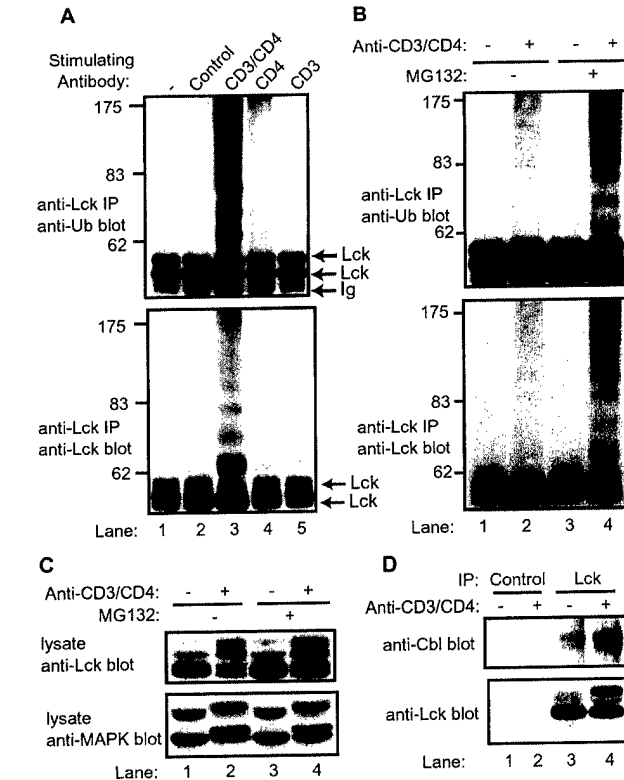 A
Stimulating
Antibody:
- Control CD3/CD4 CD4 CD3
175
83
anti-Lck IP
anti-Ub blot
62
Lck
Lck
Ig
175
83
anti-Lck IP
anti-Lck blot
62
Lck
Lck
Lane: 1 2 3 4 5
B
Anti-CD3/CD4: - + - +
MG132: - +
175
83
anti-Lck IP
anti-Ub blot
62
175
83
anti-Lck IP
anti-Lck blot
62
Lane: 1 2 3 4
C
Anti-CD3/CD4: - + - +
MG132: - +
lysate
anti-Lck blot
lysate
anti-MAPK blot
Lane: 1 2 3 4
D
IP: Control Lck
Anti-CD3/CD4: - + - +
anti-Cbl blot
anti-Lck blot
Lane: 1 2 3 4